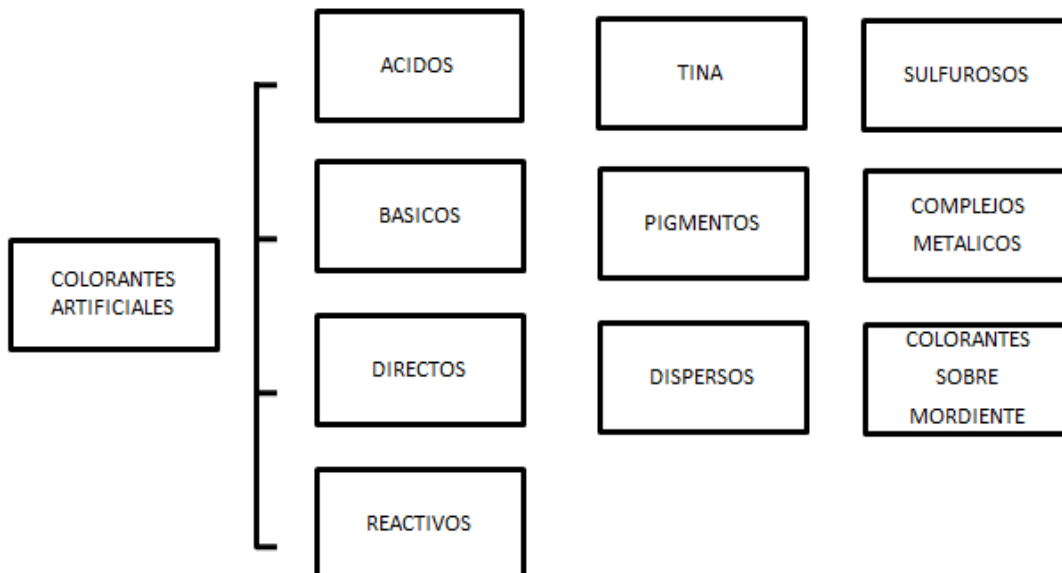 COLORANTES
ARTIFICIALES
ACIDOS
BASICOS
DIRECTOS
REACTIVOS
TINA
PIGMENTOS
DISPERSOS
SULFUROSOS
COMPLEJOS
METALICOS
COLORANTES
SOBRE
MORDIENTE